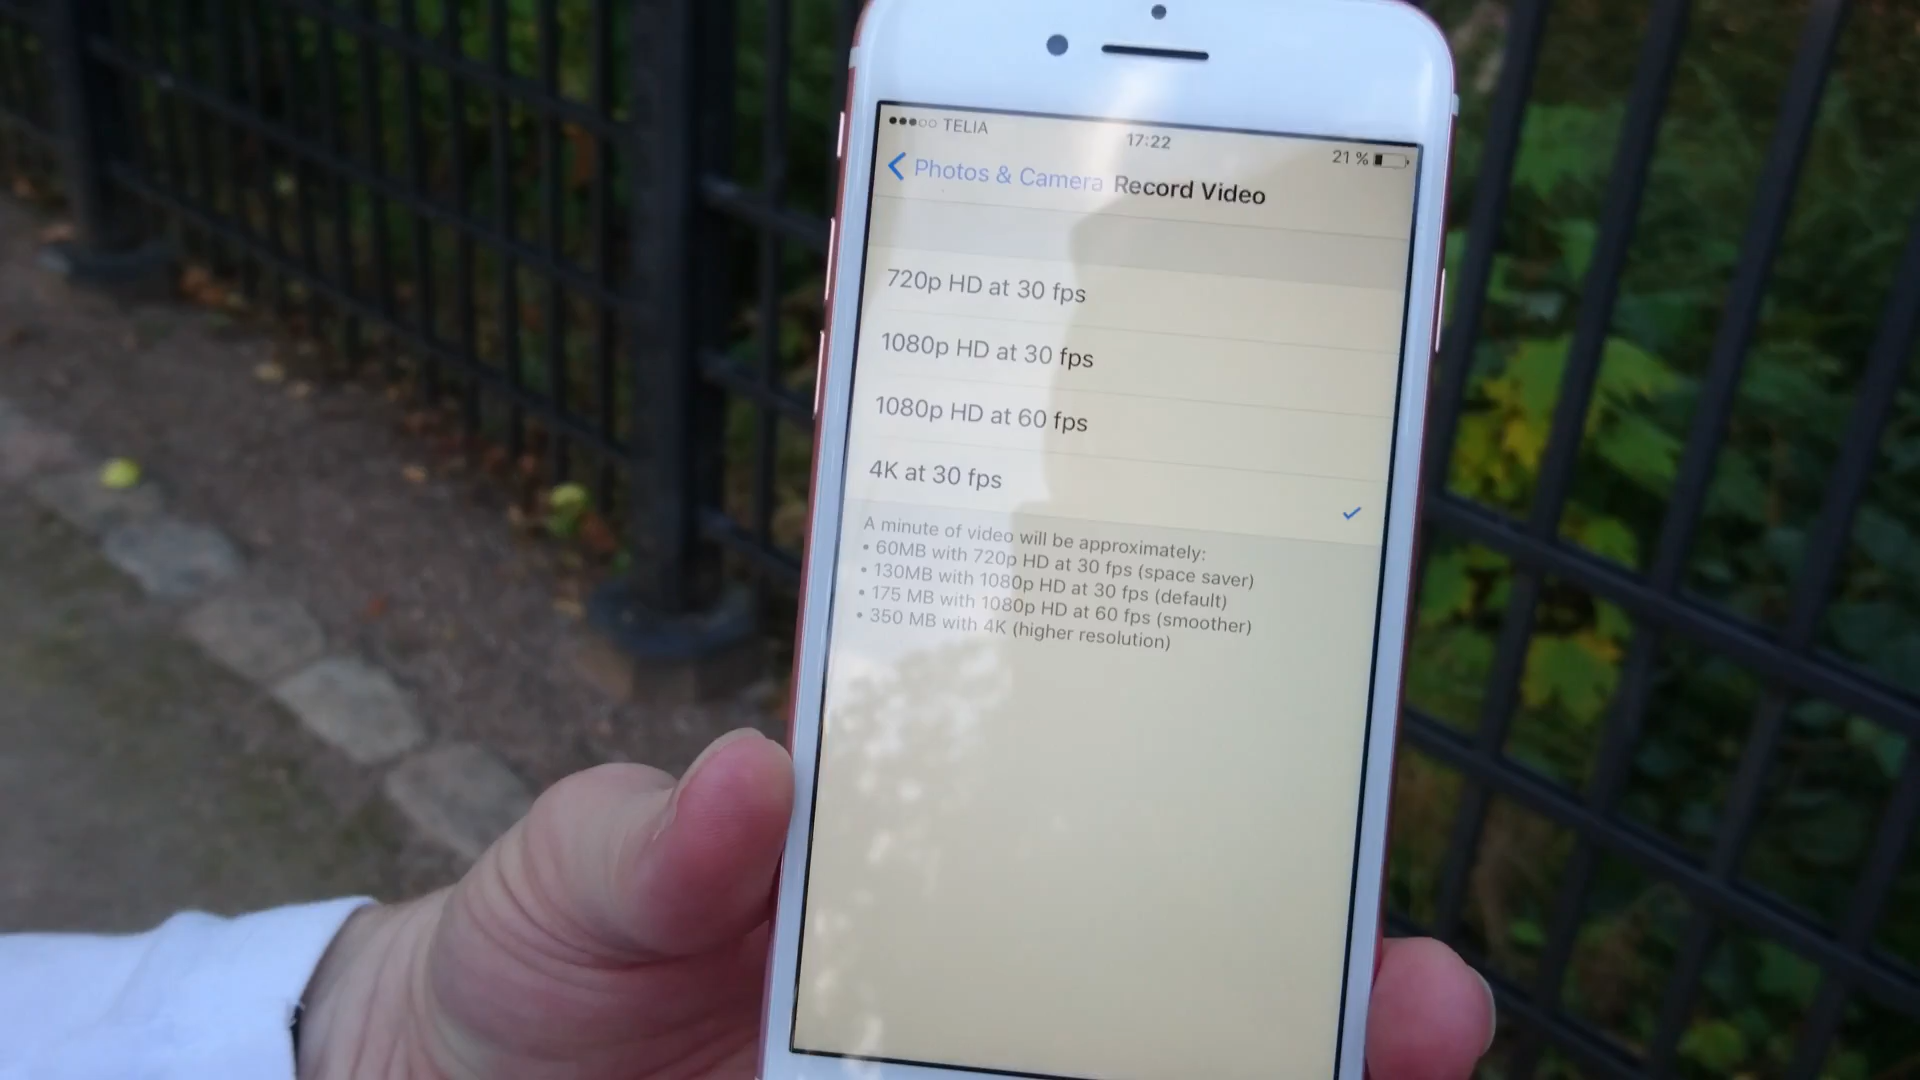 ●●●○○ TELIA 17:22 21 %
Photos & Camera Record Video
720p HD at 30 fps
1080p HD at 30 fps
1080p HD at 60 fps
4K at 30 fps
A minute of video will be approximately:
• 60MB with 720p HD at 30 fps (space saver)
• 130MB with 1080p HD at 30 fps (default)
• 175 MB with 1080p HD at 60 fps (smoother)
• 350 MB with 4K (higher resolution)